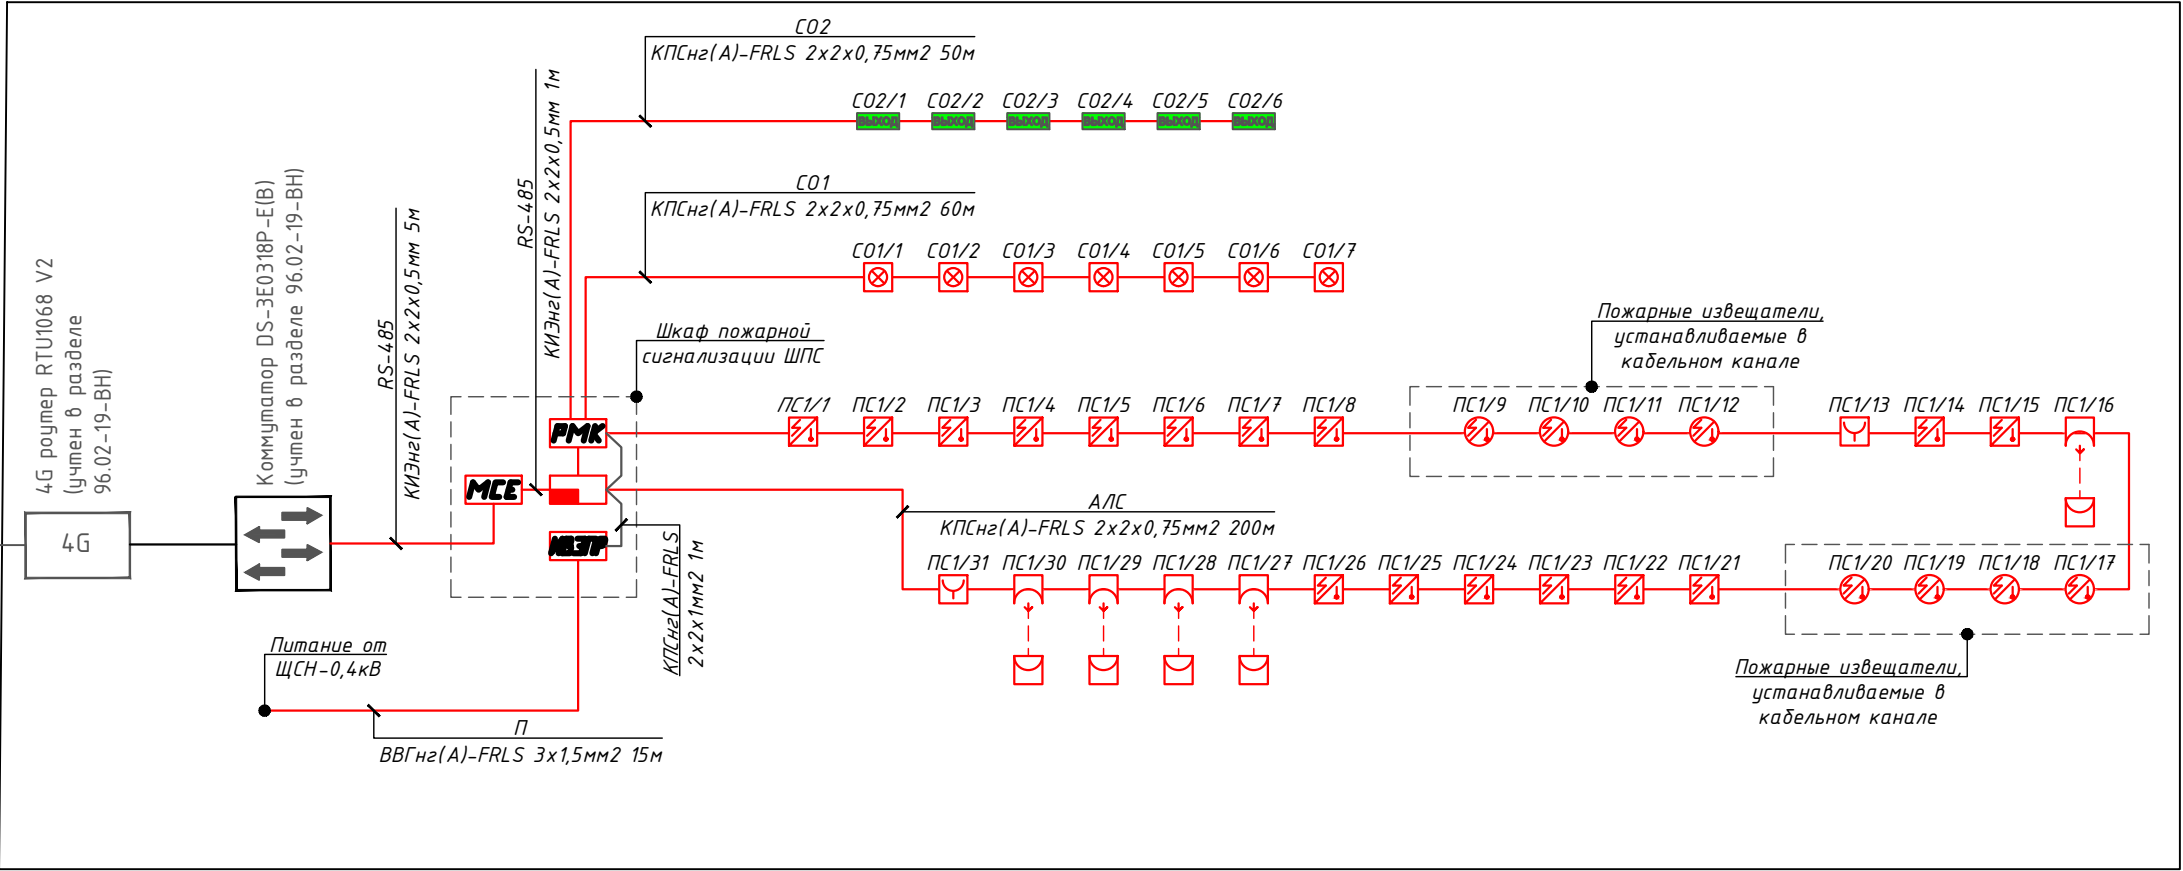 СО2
КПСнг(А)-FRLS 2х2х0,75мм2 50м
СО2/1 СО2/2 СО2/3 СО2/4 СО2/5 СО2/6
ВЫХОД ВЫХОД ВЫХОД ВЫХОД ВЫХОД ВЫХОД
СО1
КПСнг(А)-FRLS 2х2х0,75мм2 60м
СО1/1 СО1/2 СО1/3 СО1/4 СО1/5 СО1/6 СО1/7
RS-485
КИЭнг(А)-FRLS 2х2х0,5мм 1м
RS-485
КИЭнг(А)-FRLS 2х2х0,5мм 5м
Коммутатор DS-3E0318P-E(B)
(учтен в разделе 96.02-19-ВН)
4G роутер RTU1068 V2
(учтен в разделе
96.02-19-ВН)
4G
Шкаф пожарной
сигнализации ШПС
РМК
МСЕ
ИВЭПР
Пожарные извещатели,
устанавливаемые в
кабельном канале
ПС1/1 ПС1/2 ПС1/3 ПС1/4 ПС1/5 ПС1/6 ПС1/7 ПС1/8 ПС1/9 ПС1/10 ПС1/11 ПС1/12 ПС1/13 ПС1/14 ПС1/15 ПС1/16
АЛС
КПСнг(А)-FRLS 2х2х0,75мм2 200м
ПС1/31 ПС1/30 ПС1/29 ПС1/28 ПС1/27 ПС1/26 ПС1/25 ПС1/24 ПС1/23 ПС1/22 ПС1/21 ПС1/20 ПС1/19 ПС1/18 ПС1/17
КПСнг(А)-FRLS
2х2х1мм2 1м
Пожарные извещатели,
устанавливаемые в
кабельном канале
Питание от
ЩСН-0,4кВ
П
ВВГнг(А)-FRLS 3х1,5мм2 15м